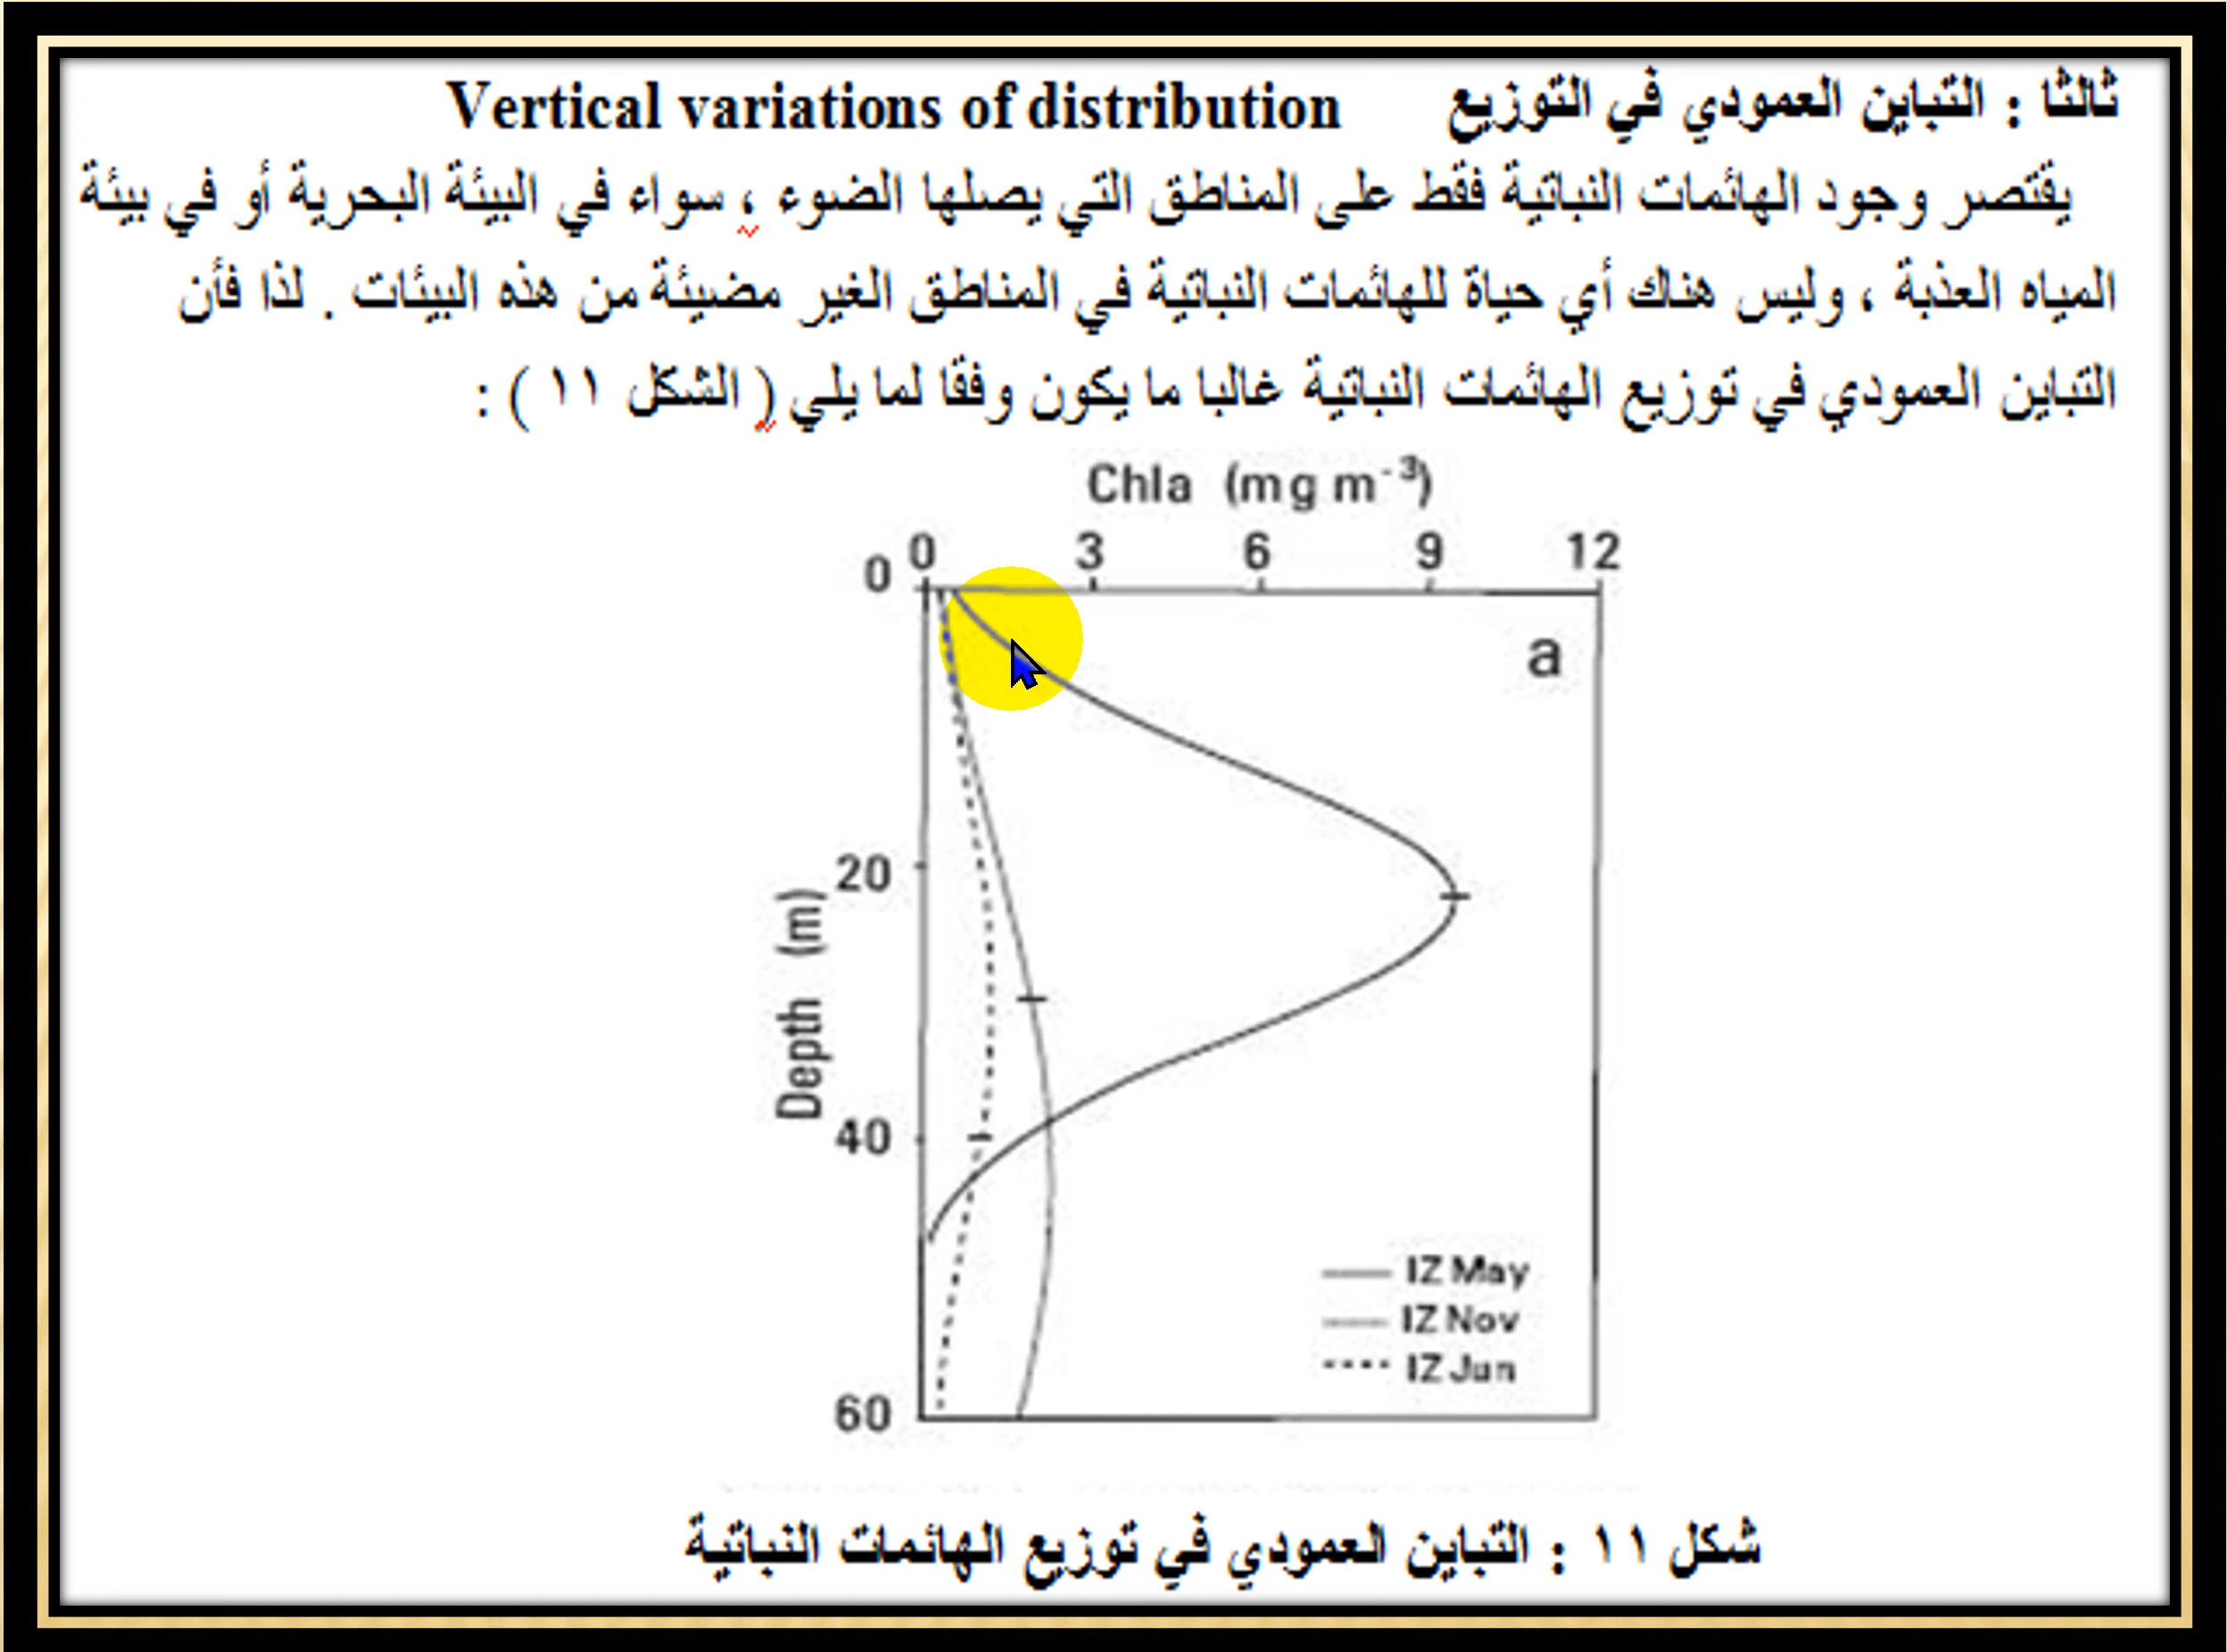 ثالثا : التباين العمودي في التوزيع Vertical variations of distribution
يقتصر وجود الهائمات النباتية فقط على المناطق التي يصلها الضوء ، سواء في البيئة البحرية أو في بيئة
المياه العذبة ، وليس هناك أي حياة للهائمات النباتية في المناطق الغير مضيئة من هذه البيئات . لذا فأن
التباين العمودي في توزيع الهائمات النباتية غالبا ما يكون وفقا لما يلي ( الشكل ١١ ) :
Chla (mg m⁻³)
0 3 6 9 12
0
a
20
Depth (m)
40
IZ May
IZ Nov
IZ Jun
60
شكل ١١ : التباين العمودي في توزيع الهائمات النباتية